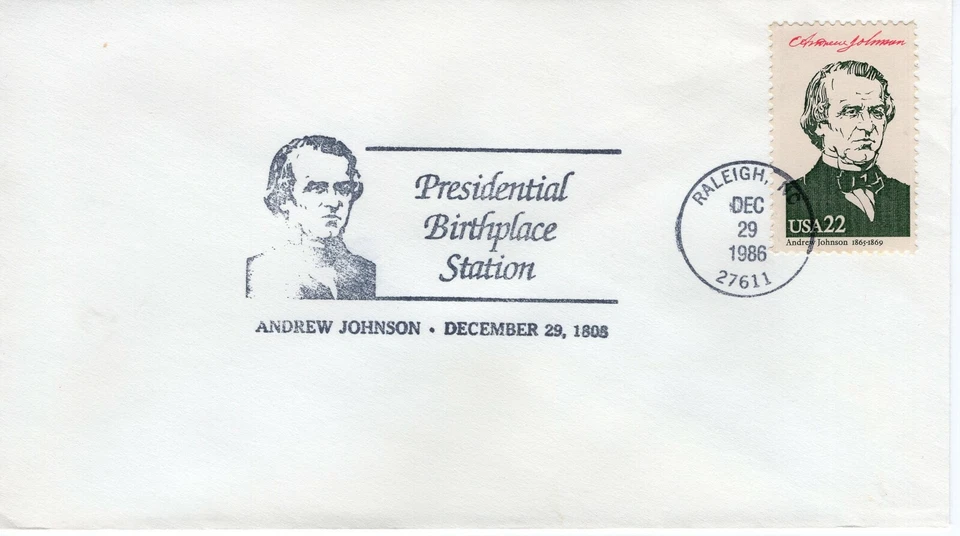 Andrew Johnson
RALEIGH, NC
DEC
29
1986
27611
USA22
Andrew Johnson 1865-1869
Presidential
Birthplace
Station
ANDREW JOHNSON • DECEMBER 29, 1808